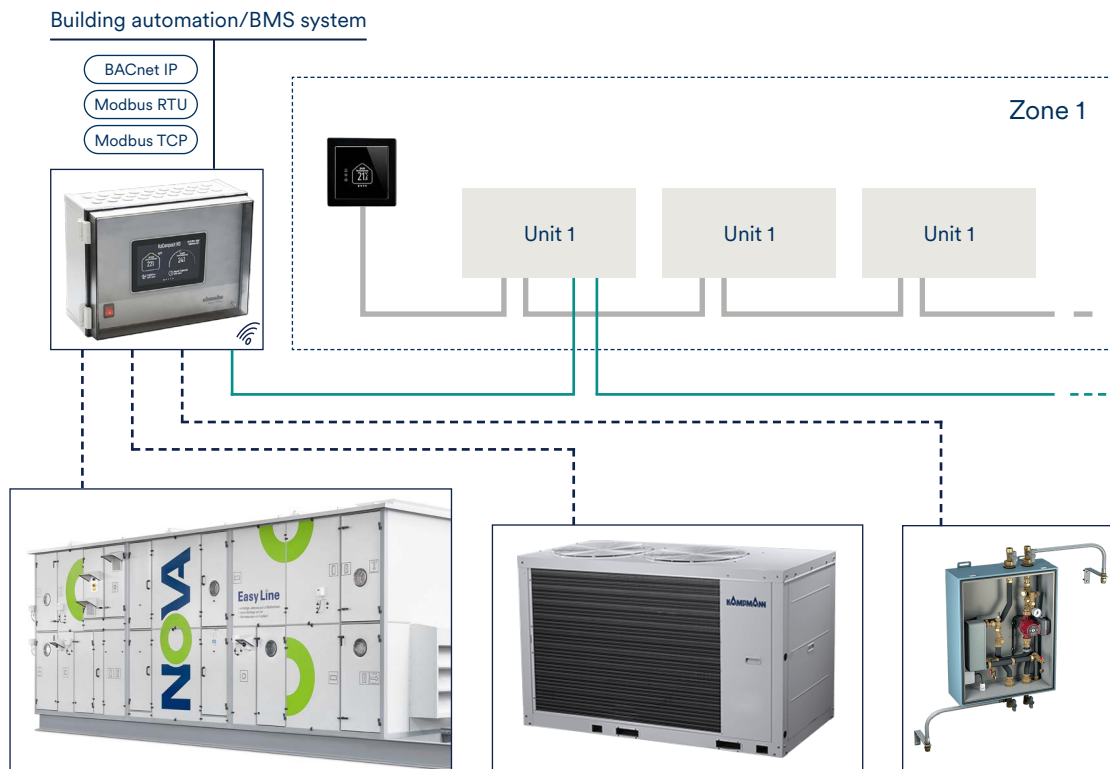 Building automation/BMS system
BACnet IP
Modbus RTU
Modbus TCP
Zone 1
Unit 1
Unit 1
Unit 1
KaControl
NOVA
Easy Line
KAMPMANN